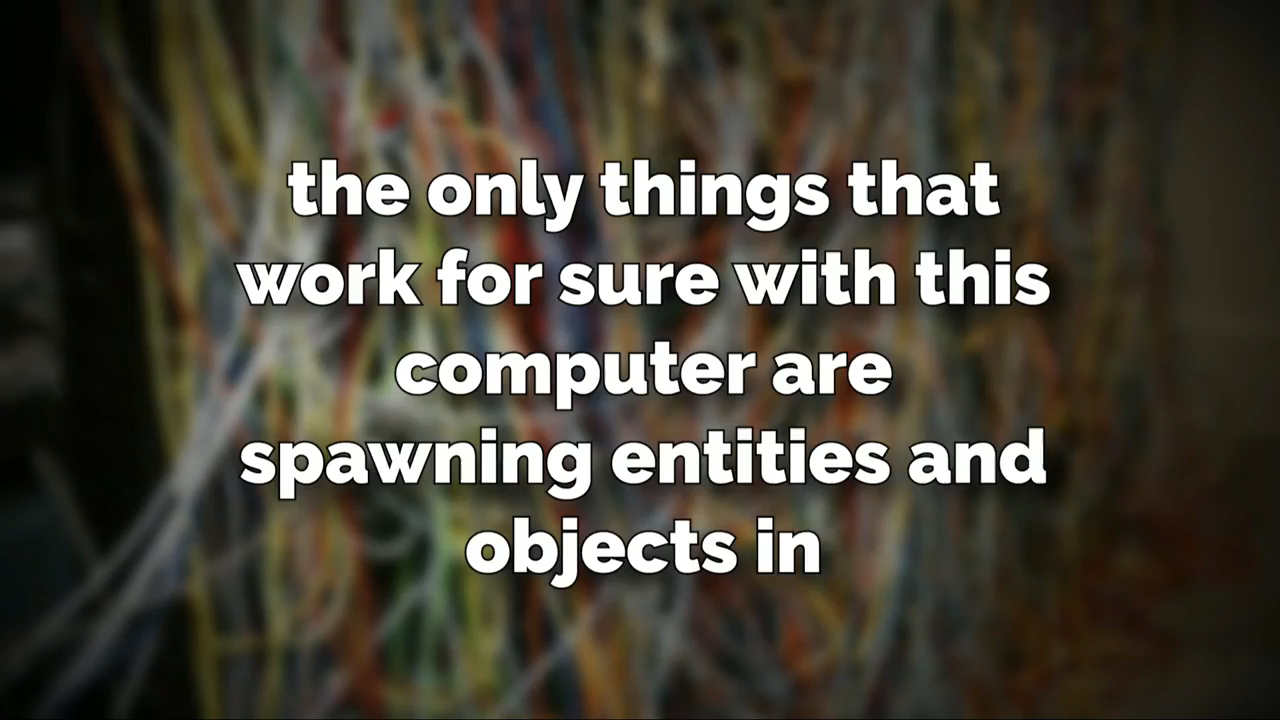 the only things that
work for sure with this
computer are
spawning entities and
objects in